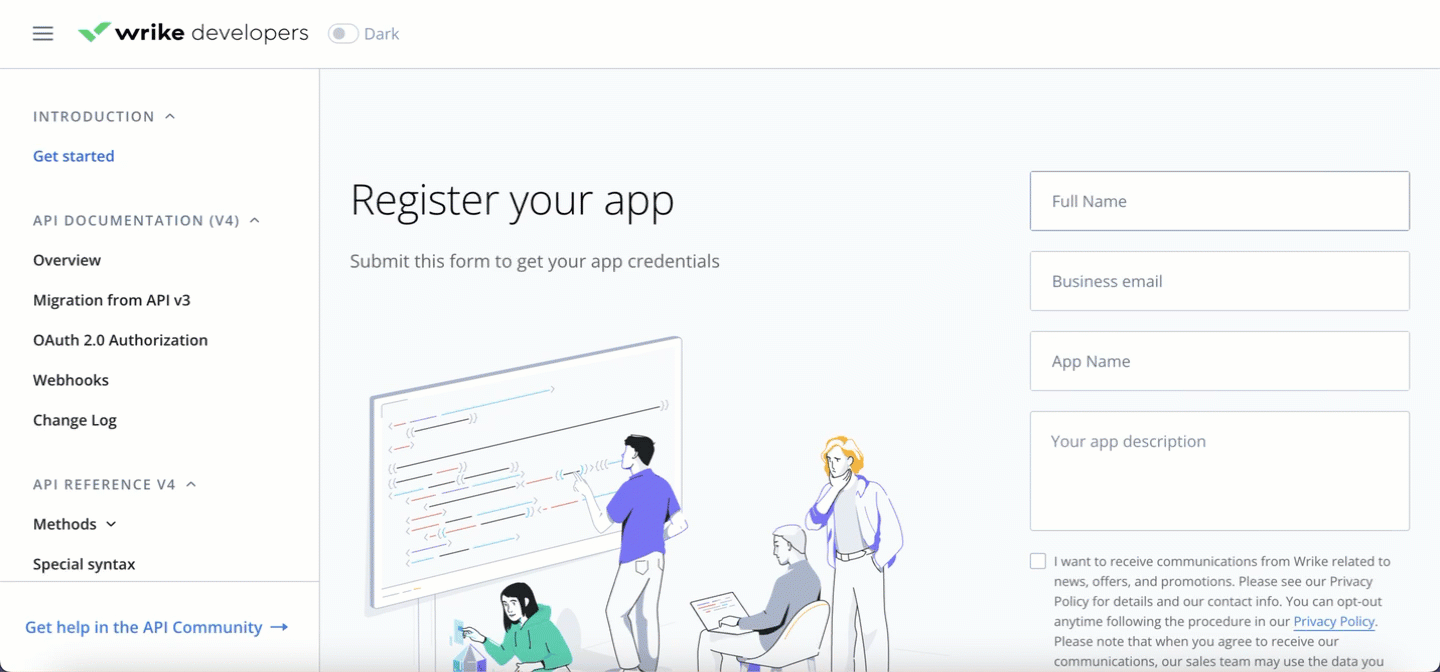 wrike developers
Dark
INTRODUCTION
Get started
API DOCUMENTATION (V4)
Overview
Migration from API v3
OAuth 2.0 Authorization
Webhooks
Change Log
API REFERENCE V4
Methods
Special syntax
Get help in the API Community →
Register your app
Submit this form to get your app credentials
Full Name
Business email
App Name
Your app description
I want to receive communications from Wrike related to
news, offers, and promotions. Please see our Privacy
Policy for details and our contact info. You can opt-out
anytime following the procedure in our Privacy Policy.
Please note that when you agree to receive our
communications, our sales team may use the data you